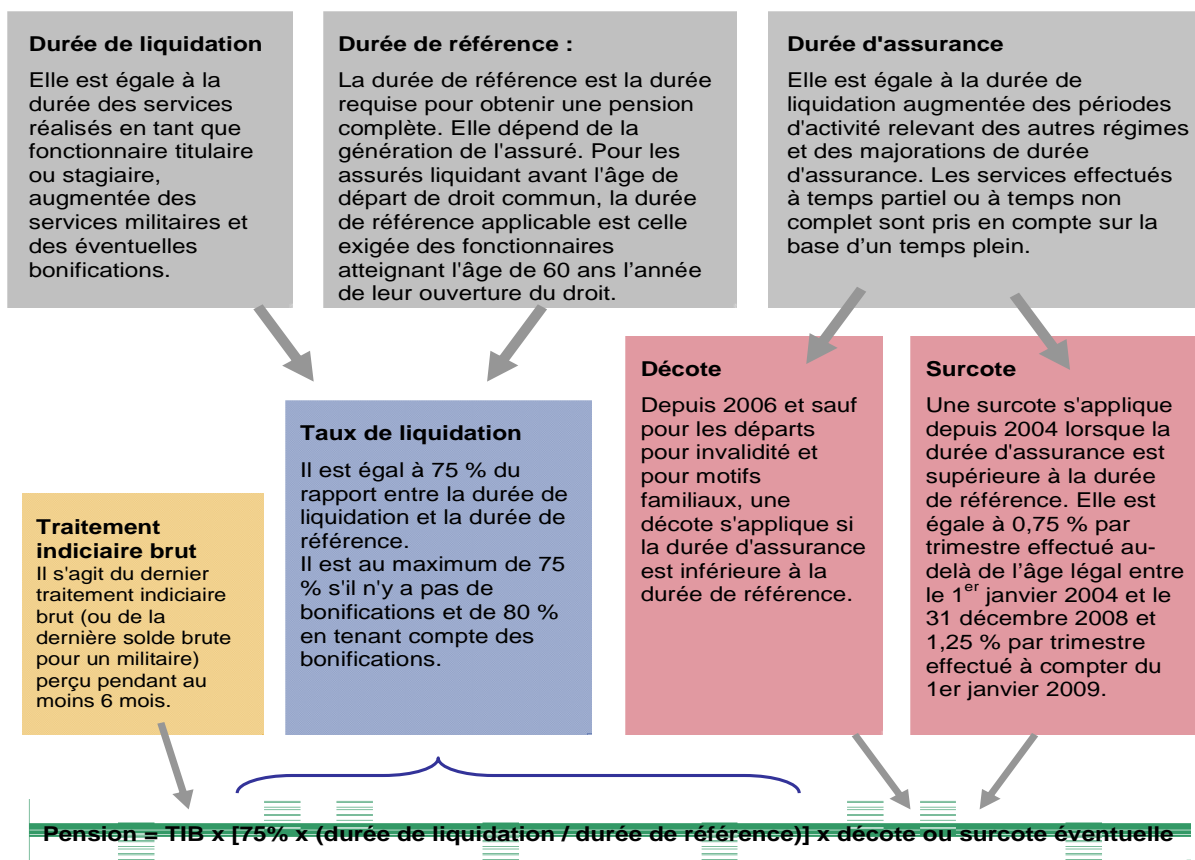 Durée de liquidation
Elle est égale à la
durée des services
réalisés en tant que
fonctionnaire titulaire
ou stagiaire,
augmentée des
services militaires et
des éventuelles
bonifications.
Durée de référence :
La durée de référence est la durée
requise pour obtenir une pension
complète. Elle dépend de la
génération de l'assuré. Pour les
assurés liquidant avant l'âge de
départ de droit commun, la durée
de référence applicable est celle
exigée des fonctionnaires
atteignant l'âge de 60 ans l’année
de leur ouverture du droit.
Durée d'assurance
Elle est égale à la durée de
liquidation augmentée des périodes
d'activité relevant des autres régimes
et des majorations de durée
d'assurance. Les services effectués
à temps partiel ou à temps non
complet sont pris en compte sur la
base d’un temps plein.
Traitement
indiciaire brut
Il s'agit du dernier
traitement indiciaire
brut (ou de la
dernière solde brute
pour un militaire)
perçu pendant au
moins 6 mois.
Taux de liquidation
Il est égal à 75 % du
rapport entre la durée de
liquidation et la durée de
référence.
Il est au maximum de 75
% s'il n'y a pas de
bonifications et de 80 %
en tenant compte des
bonifications.
Décote
Depuis 2006 et sauf
pour les départs
pour invalidité et
pour motifs
familiaux, une
décote s'applique si
la durée d'assurance
est inférieure à la
durée de référence.
Surcote
Une surcote s'applique
depuis 2004 lorsque la
durée d'assurance est
supérieure à la durée
de référence. Elle est
égale à 0,75 % par
trimestre effectué au-
delà de l’âge légal entre
le 1er janvier 2004 et le
31 décembre 2008 et
1,25 % par trimestre
effectué à compter du
1er janvier 2009.
Pension = TIB x [75% x (durée de liquidation / durée de référence)] x décote ou surcote éventuelle